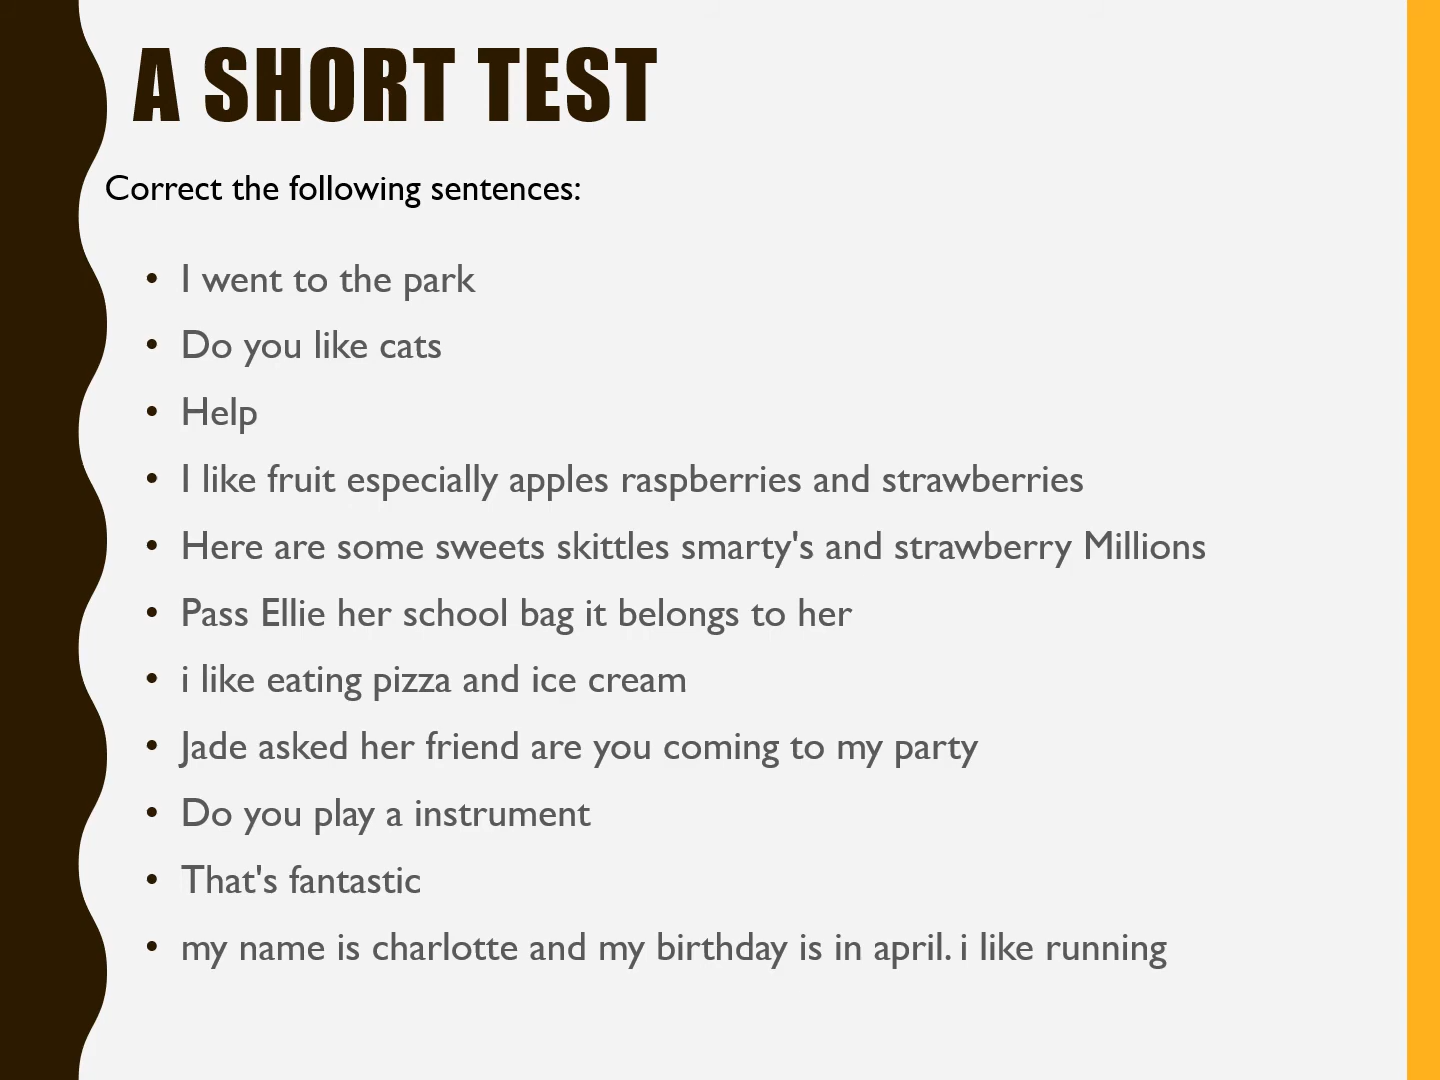 A SHORT TEST
Correct the following sentences:
• I went to the park
• Do you like cats
• Help
• I like fruit especially apples raspberries and strawberries
• Here are some sweets skittles smarty's and strawberry Millions
• Pass Ellie her school bag it belongs to her
• i like eating pizza and ice cream
• Jade asked her friend are you coming to my party
• Do you play a instrument
• That's fantastic
• my name is charlotte and my birthday is in april. i like running